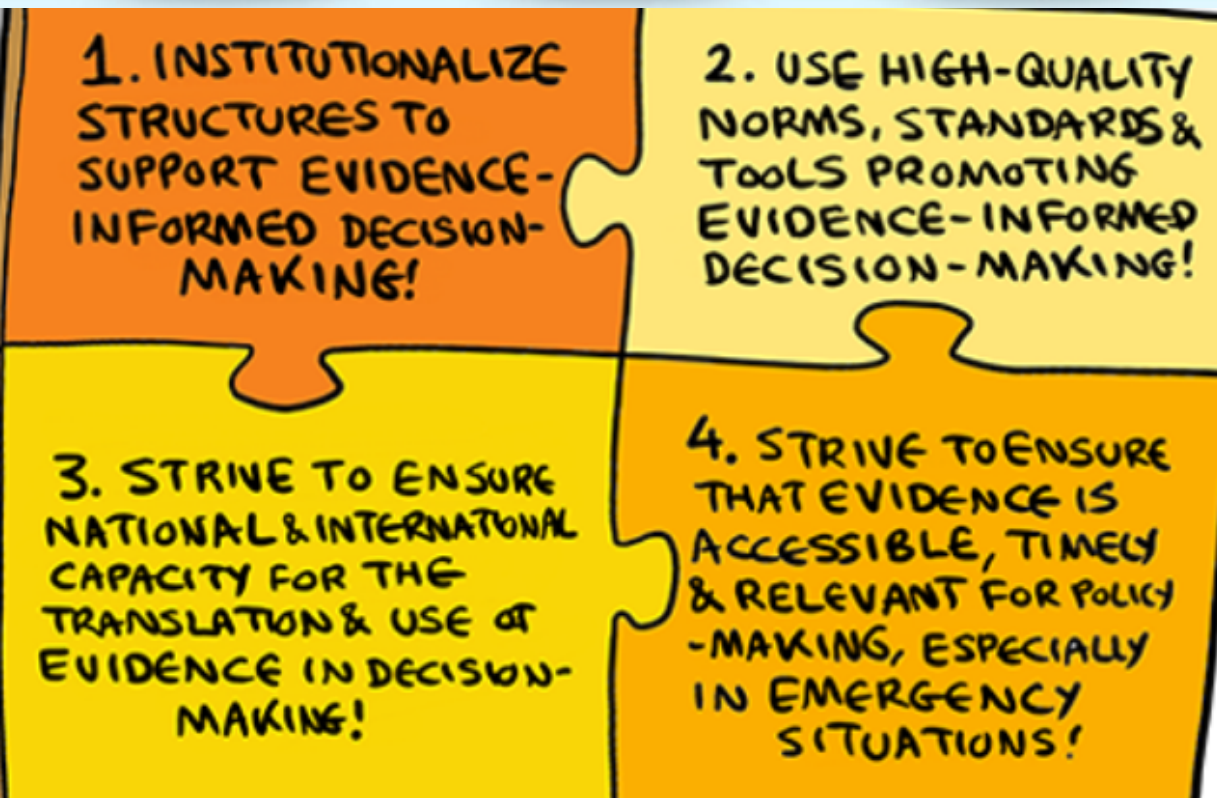 1. INSTITUTIONALIZE
STRUCTURES TO
SUPPORT EVIDENCE-
INFORMED DECISION-
MAKING!
2. USE HIGH-QUALITY
NORMS, STANDARDS &
TOOLS PROMOTING
EVIDENCE-INFORMED
DECISION-MAKING!
3. STRIVE TO ENSURE
NATIONAL & INTERNATIONAL
CAPACITY FOR THE
TRANSLATION & USE OF
EVIDENCE IN DECISION-
MAKING!
4. STRIVE TO ENSURE
THAT EVIDENCE IS
ACCESSIBLE, TIMELY
& RELEVANT FOR POLICY
-MAKING, ESPECIALLY
IN EMERGENCY
SITUATIONS!